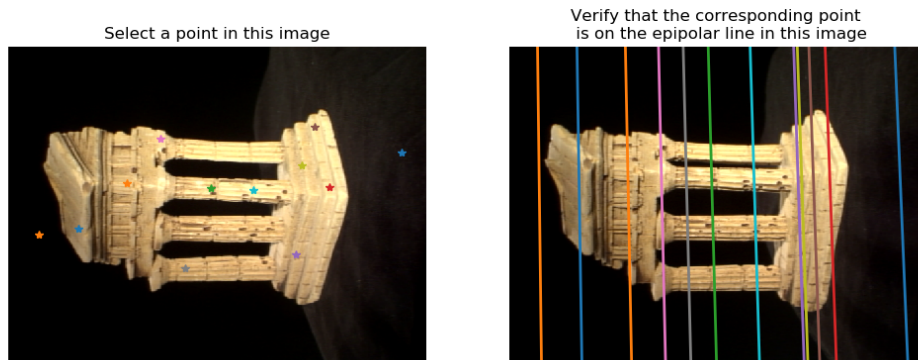 Select a point in this image
Verify that the corresponding point
is on the epipolar line in this image